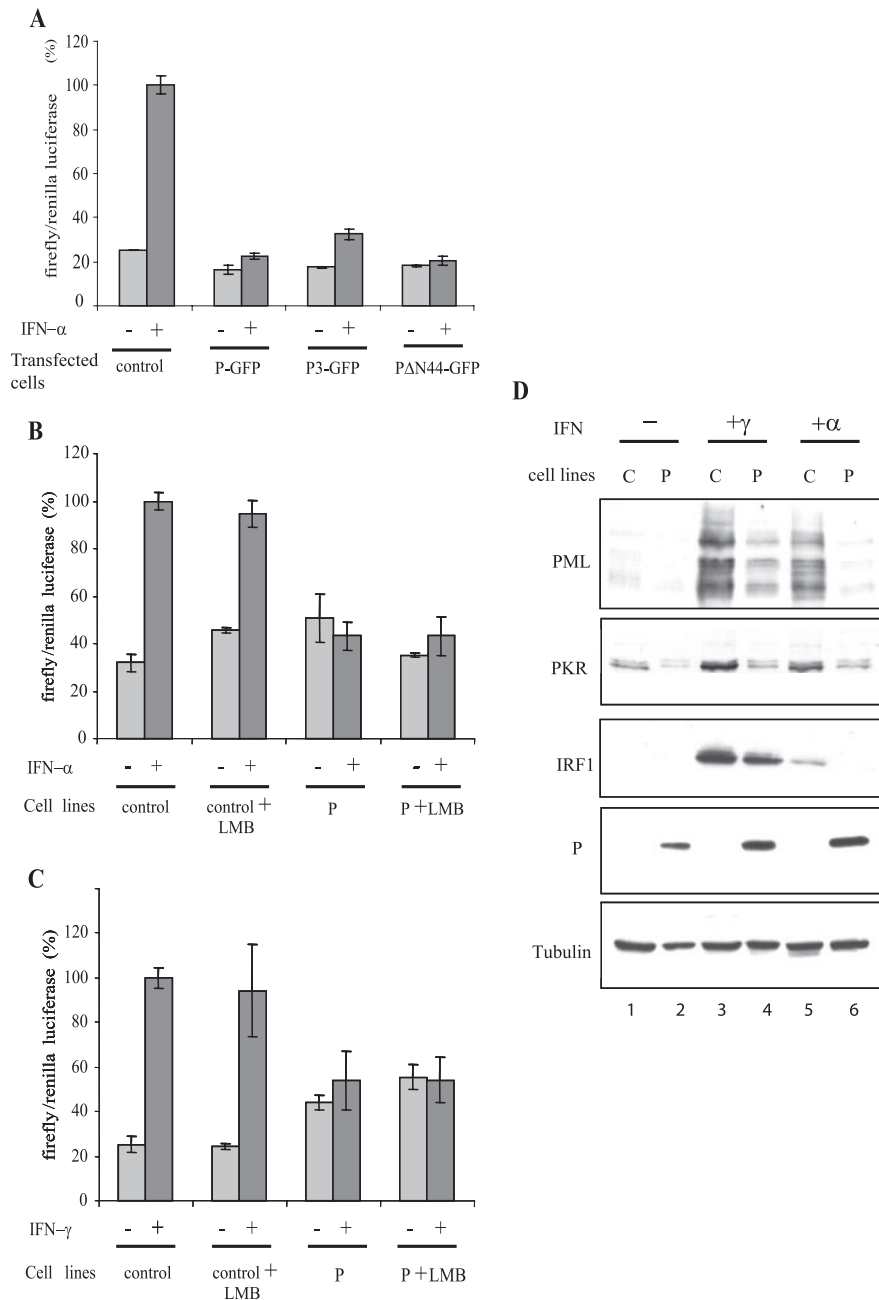 A
firefly/renilla luciferase (%)
120
100
80
60
40
20
0
IFN–α - + - + - + - +
Transfected cells control P-GFP P3-GFP PΔN44-GFP
B
firefly/renilla luciferase (%)
120
100
80
60
40
20
0
IFN–α - + - + - + - +
Cell lines control control + LMB P P +LMB
C
firefly/renilla luciferase (%)
120
100
80
60
40
20
0
IFN–γ - + - + - + - +
Cell lines control control + LMB P P +LMB
D
IFN – +γ +α
cell lines C P C P C P
PML
PKR
IRF1
P
Tubulin
1 2 3 4 5 6